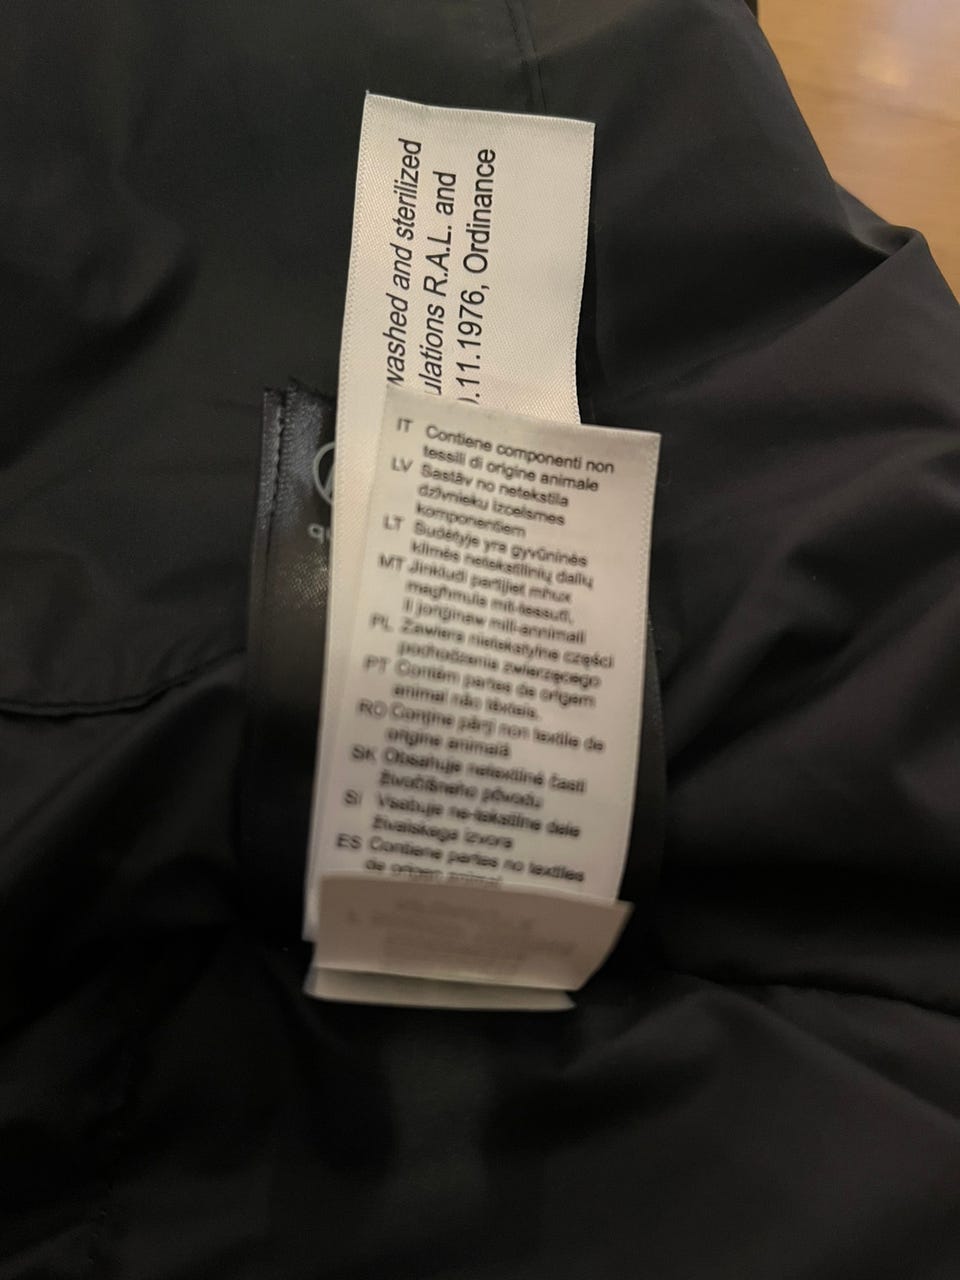 washed and sterilized
ulations R.A.L. and
.11.1976, Ordinance
IT Contiene componenti non
tessili di origine animale
LV Sastāv no netekstila
dzīvnieku izcelsmes
komponentiem
LT Sudėtyje yra gyvūninės
kilmės netekstilinių dalių
MT Jinkludi partijiet mhux
magħmula mit-tessuti,
li joriġinaw mill-annimali
PL Zawiera nietekstylne części
pochodzenia zwierzęcego
PT Contém partes de origem
animal não têxteis.
RO Conține părți non textile de
origine animală
SK Obsahuje netextilné časti
živočíšneho pôvodu
SI Vsebuje ne-tekstilne dele
živalskega izvora
ES Contiene partes no textiles
de origen animal